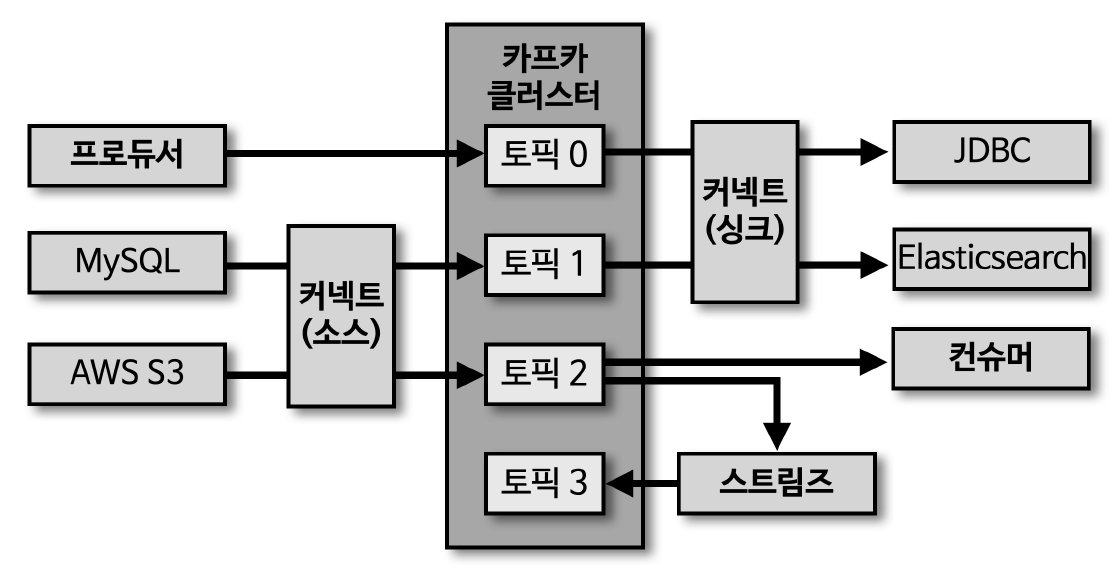 카프카
클러스터
프로듀서
토픽 0
JDBC
커넥트
(싱크)
MySQL
토픽 1
Elasticsearch
커넥트
(소스)
AWS S3
토픽 2
컨슈머
토픽 3
스트림즈